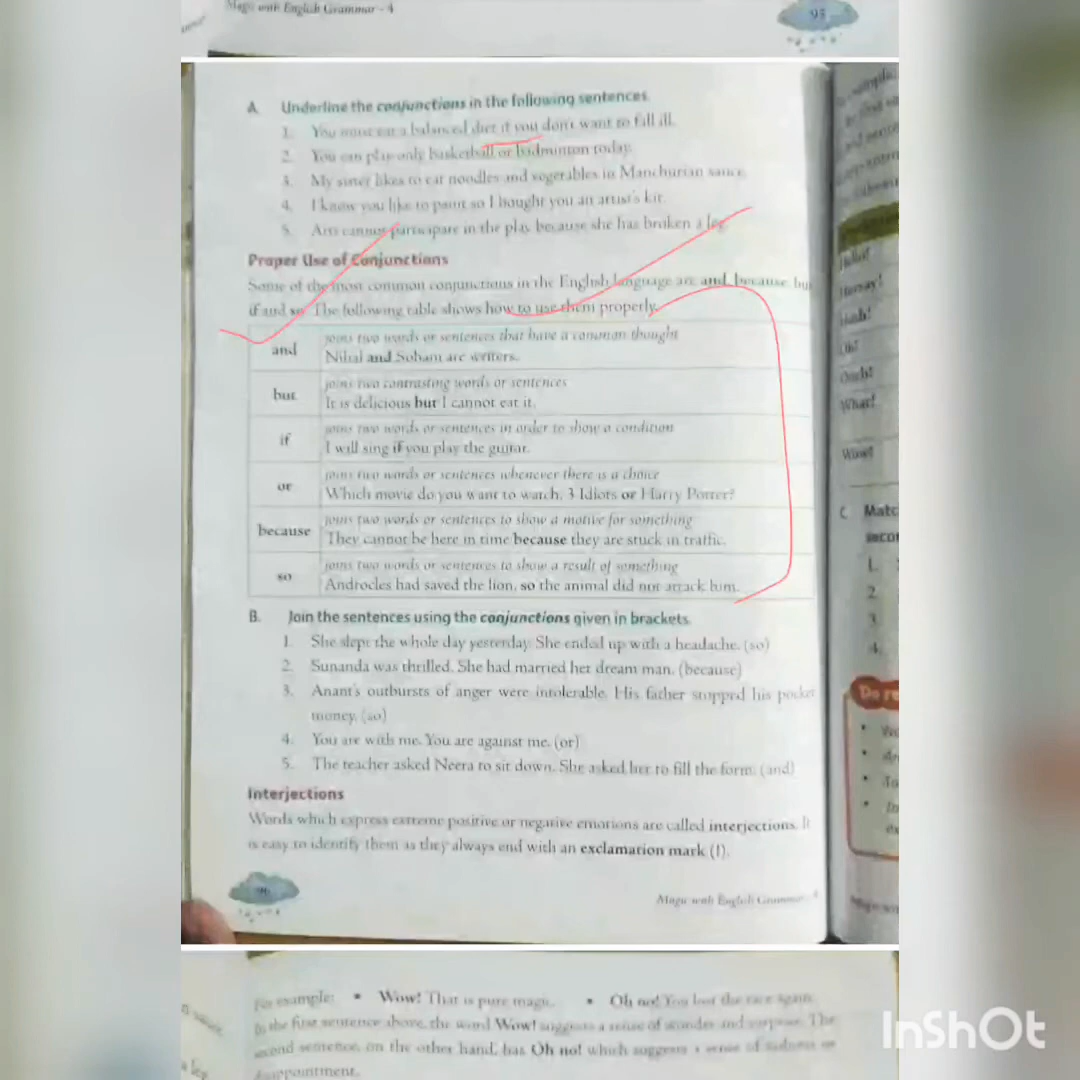 Magic with English Grammar - 4
95
A. Underline the conjunctions in the following sentences.
1. You must eat a balanced diet if you don't want to fall ill.
2. You can play only basketball or badminton today.
3. My sister likes to eat noodles and vegetables in Manchurian sauce.
4. I know you like to paint so I bought you an artist's kit.
5. Arts cannot participate in the play because she has broken a leg.
Proper Use of Conjunctions
Some of the most common conjunctions in the English language are and, because, but
if and so. The following table shows how to use them properly.
and
joins two words or sentences that have a common thought
Nihal and Soham are writers.
but
joins two contrasting words or sentences
It is delicious but I cannot eat it.
if
joins two words or sentences in order to show a condition
I will sing if you play the guitar.
or
joins two words or sentences whenever there is a choice
Which movie do you want to watch, 3 Idiots or Harry Potter?
because
joins two words or sentences to show a motive for something
They cannot be here in time because they are stuck in traffic.
so
joins two words or sentences to show a result of something
Androcles had saved the lion, so the animal did not attack him.
B. Join the sentences using the conjunctions given in brackets.
1. She slept the whole day yesterday. She ended up with a headache. (so)
2. Sunanda was thrilled. She had married her dream man. (because)
3. Anant's outbursts of anger were intolerable. His father stopped his pocket
money. (so)
4. You are with me. You are against me. (or)
5. The teacher asked Neera to sit down. She asked her to fill the form. (and)
Interjections
Words which express extreme positive or negative emotions are called interjections. It
is easy to identify them as they always end with an exclamation mark (!).
96
Magic with English Grammar - 4
Hello!
Hurray!
Hush!
Oh!
Ouch!
What!
Wow!
C. Matc
secon
1.
2.
3.
4.
Do re
For example: • Wow! That is pure magic. • Oh no! You lost the race again.
In the first sentence above, the word Wow! suggests a sense of wonder and surprise. The
second sentence, on the other hand, has Oh no! which suggests a sense of sadness or
disappointment.
InShOt